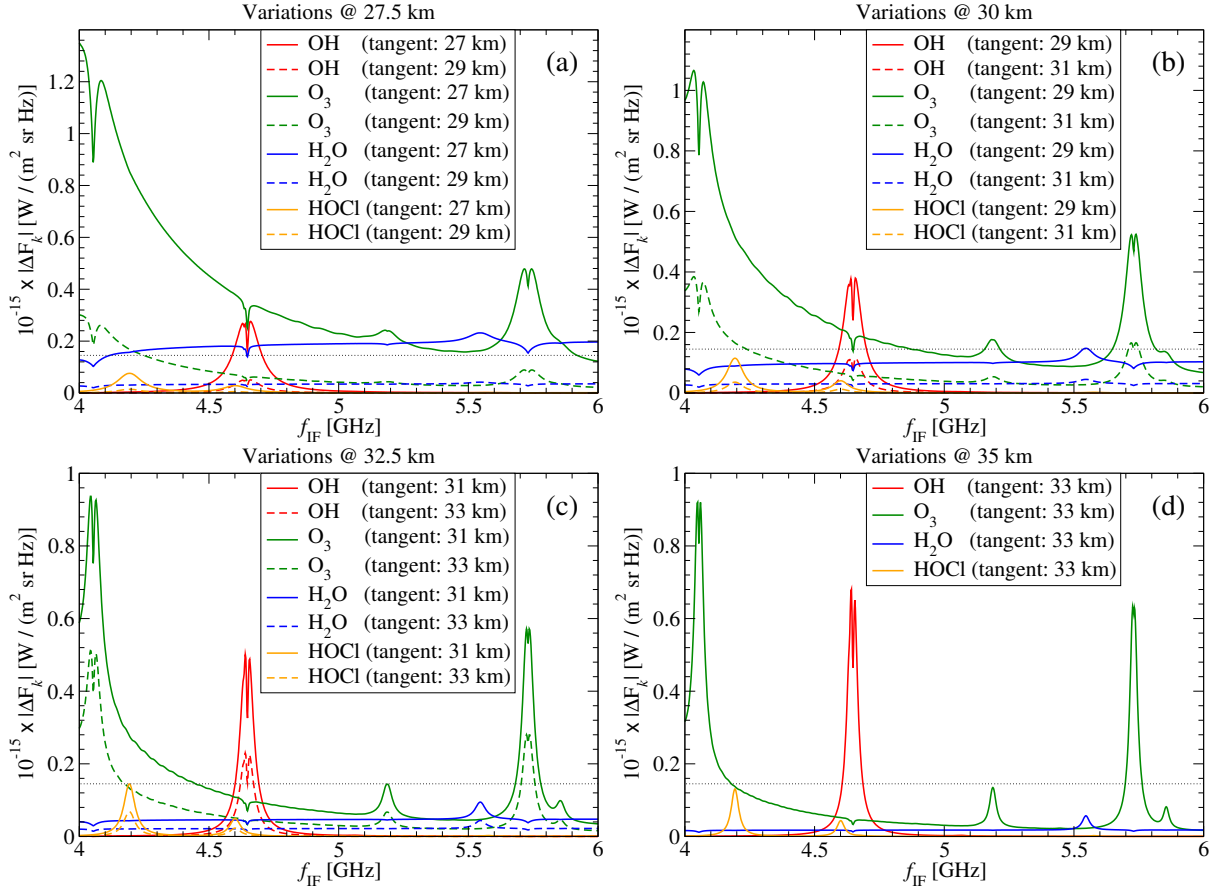 Variations @ 27.5 km
(a)
OH (tangent: 27 km)
OH (tangent: 29 km)
O3 (tangent: 27 km)
O3 (tangent: 29 km)
H2O (tangent: 27 km)
H2O (tangent: 29 km)
HOCl (tangent: 27 km)
HOCl (tangent: 29 km)
10^-15 x |ΔF_k| [W / (m^2 sr Hz)]
1.2
1
0.8
0.6
0.4
0.2
0
4 4.5 5 5.5 6
f_IF [GHz]
Variations @ 30 km
(b)
OH (tangent: 29 km)
OH (tangent: 31 km)
O3 (tangent: 29 km)
O3 (tangent: 31 km)
H2O (tangent: 29 km)
H2O (tangent: 31 km)
HOCl (tangent: 29 km)
HOCl (tangent: 31 km)
10^-15 x |ΔF_k| [W / (m^2 sr Hz)]
1.2
1
0.8
0.6
0.4
0.2
0
4 4.5 5 5.5 6
f_IF [GHz]
Variations @ 32.5 km
(c)
OH (tangent: 31 km)
OH (tangent: 33 km)
O3 (tangent: 31 km)
O3 (tangent: 33 km)
H2O (tangent: 31 km)
H2O (tangent: 33 km)
HOCl (tangent: 31 km)
HOCl (tangent: 33 km)
10^-15 x |ΔF_k| [W / (m^2 sr Hz)]
1
0.8
0.6
0.4
0.2
0
4 4.5 5 5.5 6
f_IF [GHz]
Variations @ 35 km
(d)
OH (tangent: 33 km)
O3 (tangent: 33 km)
H2O (tangent: 33 km)
HOCl (tangent: 33 km)
10^-15 x |ΔF_k| [W / (m^2 sr Hz)]
1
0.8
0.6
0.4
0.2
0
4 4.5 5 5.5 6
f_IF [GHz]